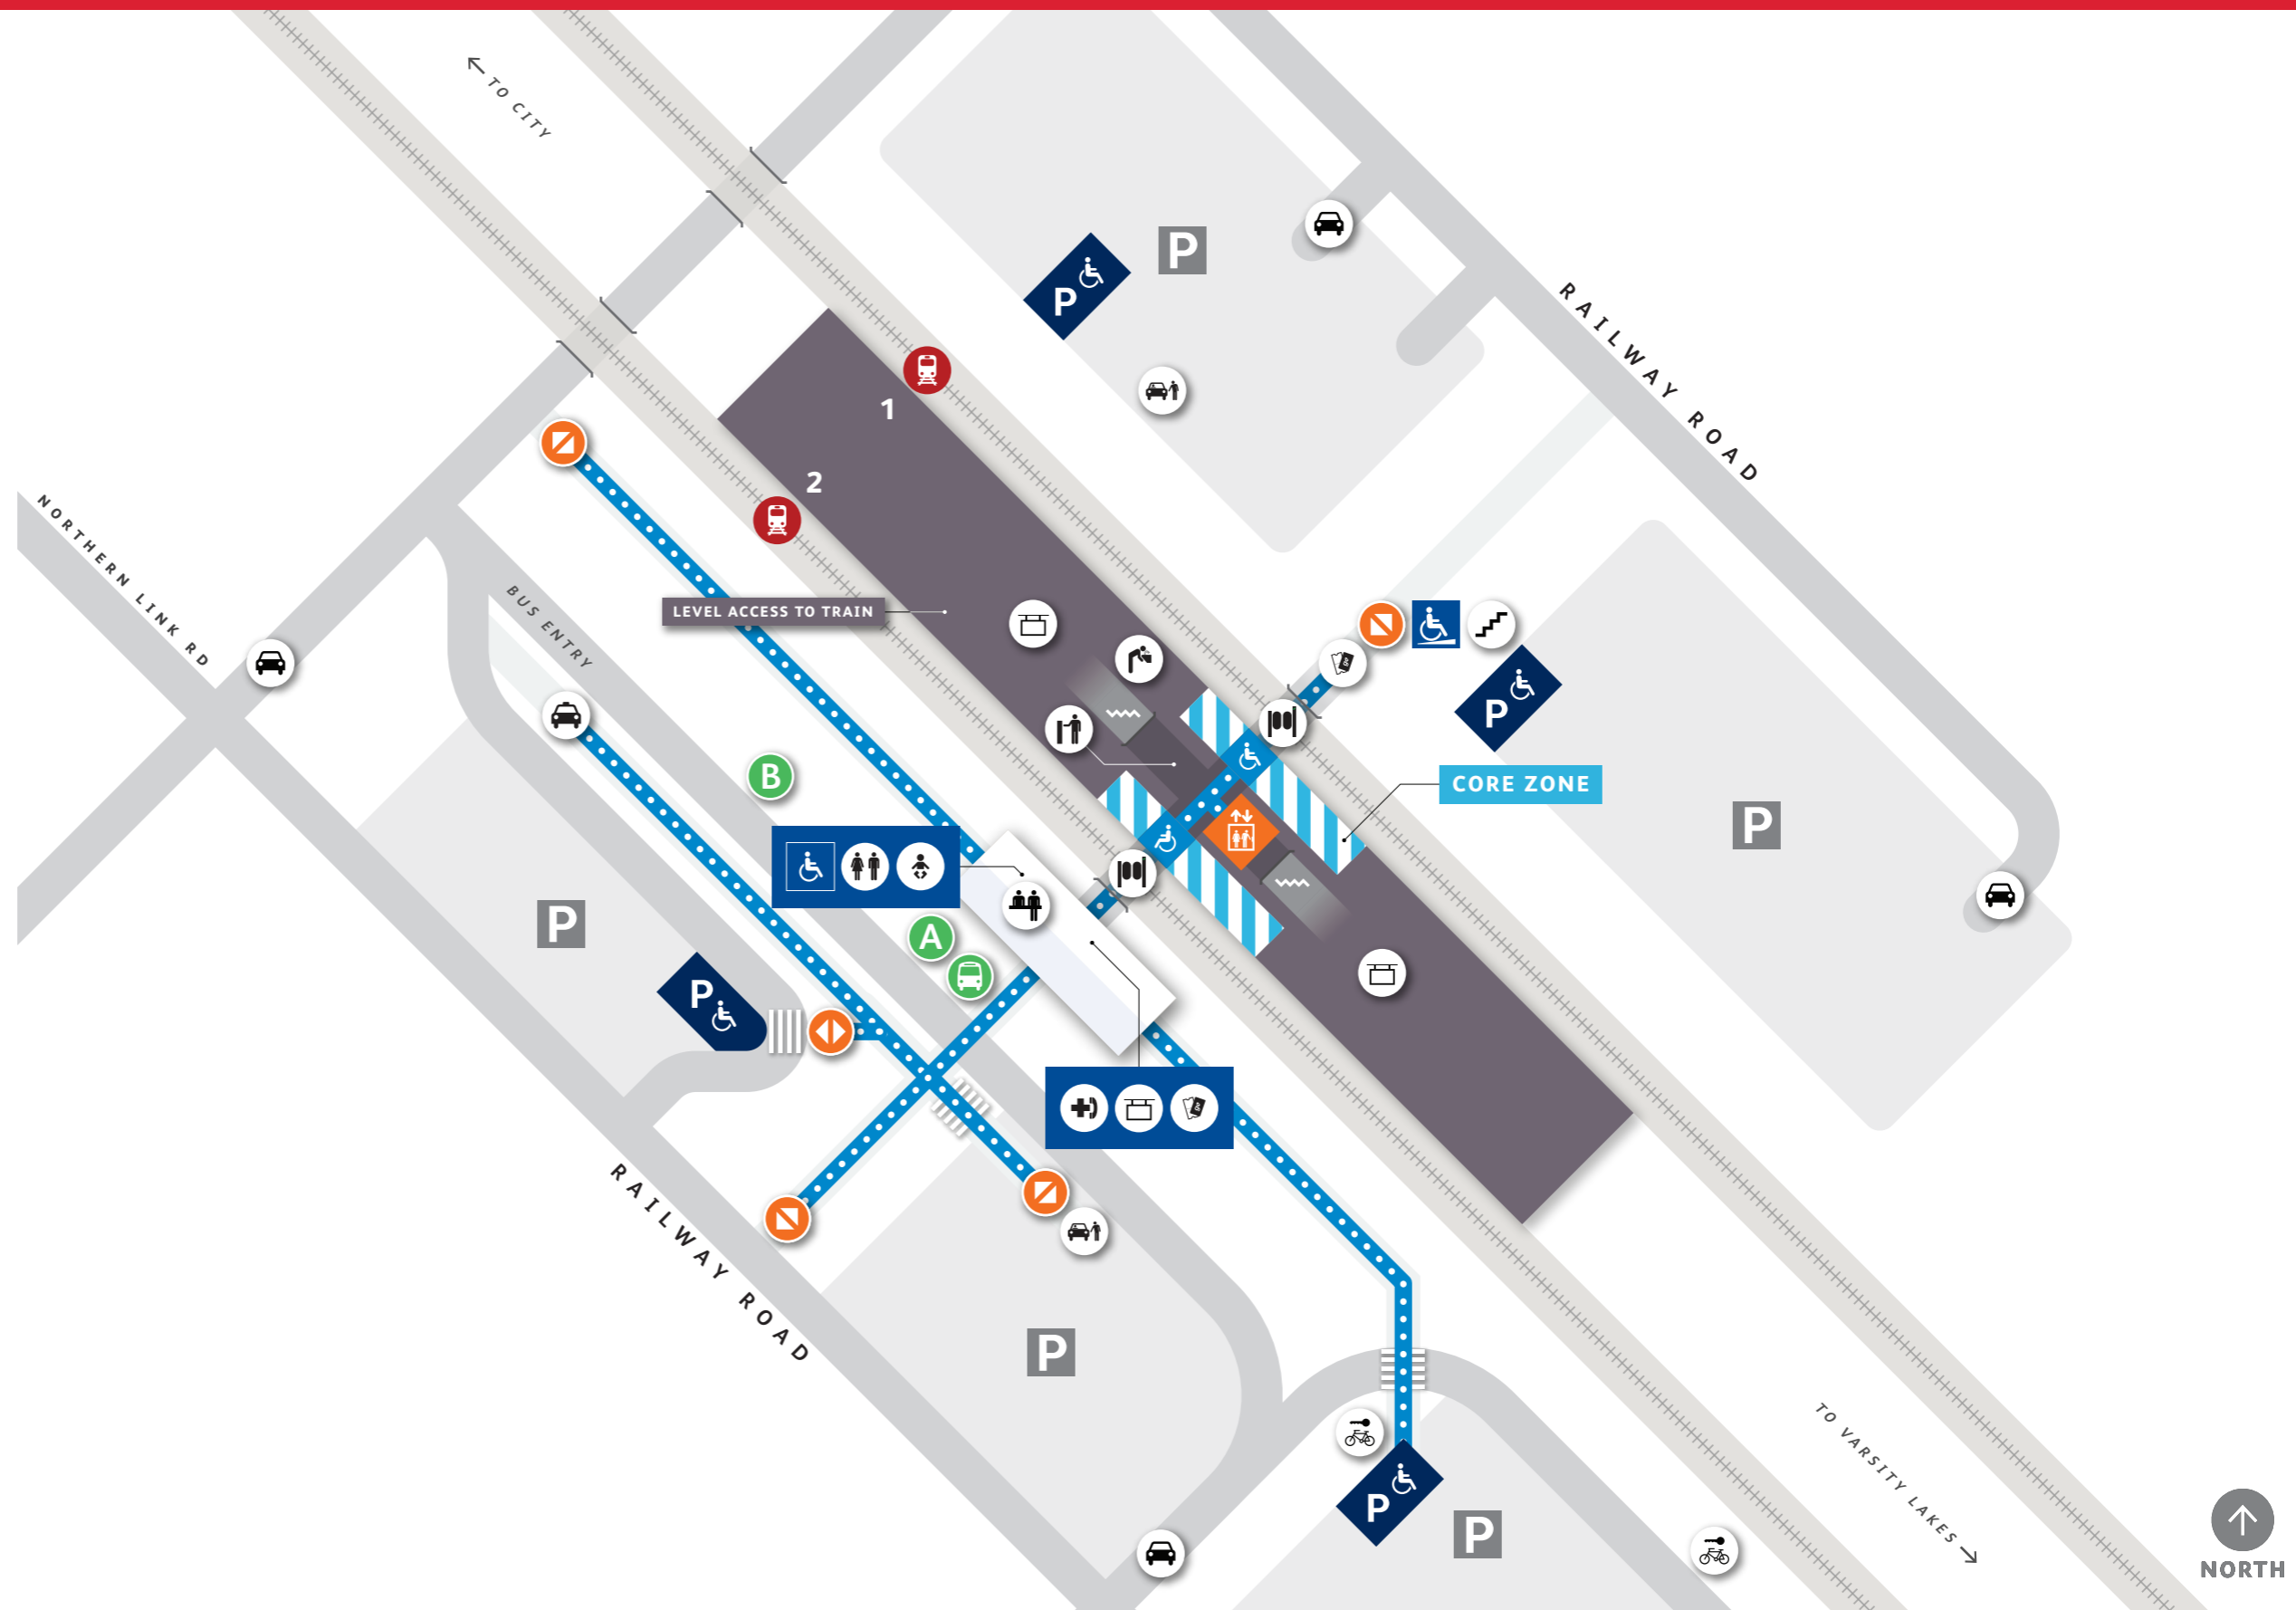 ← TO CITY
P
P
RAILWAY ROAD
1
2
NORTHERN LINK RD
BUS ENTRY
LEVEL ACCESS TO TRAIN
P
CORE ZONE
B
P
A
P
P
RAILWAY ROAD
P
P
P
TO VARSITY LAKES →
NORTH